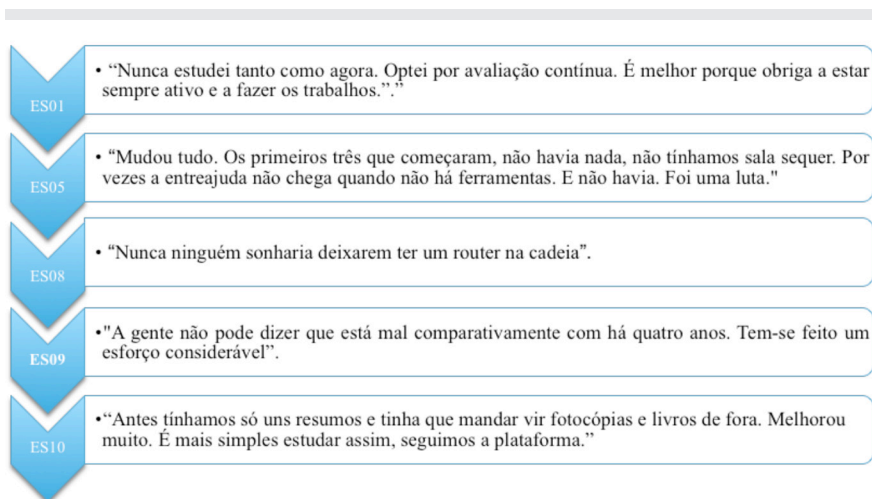 ES01
• “Nunca estudei tanto como agora. Optei por avaliação contínua. É melhor porque obriga a estar
sempre ativo e a fazer os trabalhos.”.”
ES05
• "Mudou tudo. Os primeiros três que começaram, não havia nada, não tínhamos sala sequer. Por
vezes a entreajuda não chega quando não há ferramentas. E não havia. Foi uma luta."
ES08
• “Nunca ninguém sonharia deixarem ter um router na cadeia”.
ES09
•"A gente não pode dizer que está mal comparativamente com há quatro anos. Tem-se feito um
esforço considerável”.
ES10
•“Antes tínhamos só uns resumos e tinha que mandar vir fotocópias e livros de fora. Melhorou
muito. É mais simples estudar assim, seguimos a plataforma.”